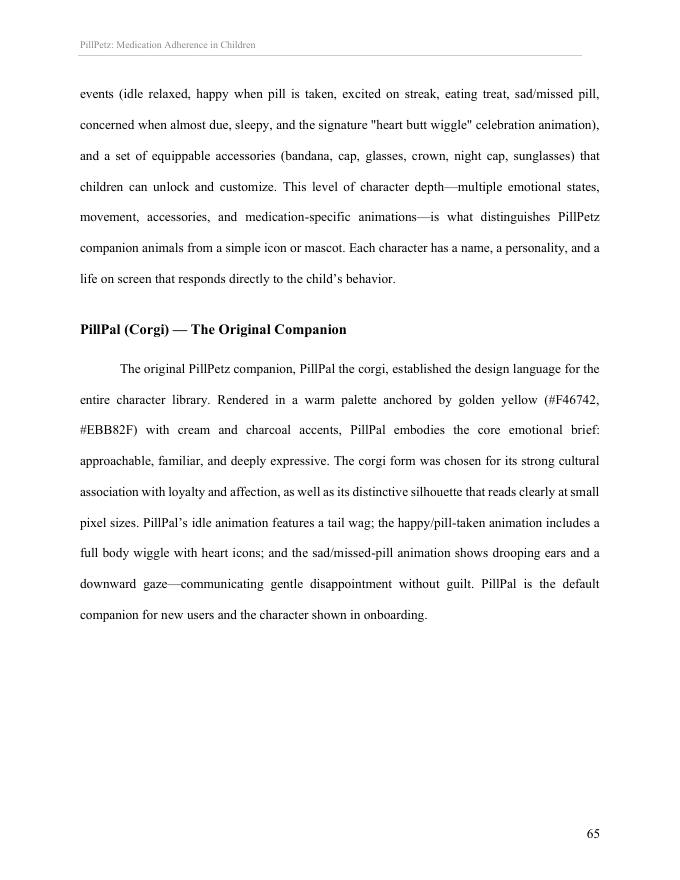 PillPetz: Medication Adherence in Children
events (idle relaxed, happy when pill is taken, excited on streak, eating treat, sad/missed pill,
concerned when almost due, sleepy, and the signature "heart butt wiggle" celebration animation),
and a set of equippable accessories (bandana, cap, glasses, crown, night cap, sunglasses) that
children can unlock and customize. This level of character depth—multiple emotional states,
movement, accessories, and medication-specific animations—is what distinguishes PillPetz
companion animals from a simple icon or mascot. Each character has a name, a personality, and a
life on screen that responds directly to the child’s behavior.
PillPal (Corgi) — The Original Companion
The original PillPetz companion, PillPal the corgi, established the design language for the
entire character library. Rendered in a warm palette anchored by golden yellow (#F46742,
#EBB82F) with cream and charcoal accents, PillPal embodies the core emotional brief:
approachable, familiar, and deeply expressive. The corgi form was chosen for its strong cultural
association with loyalty and affection, as well as its distinctive silhouette that reads clearly at small
pixel sizes. PillPal’s idle animation features a tail wag; the happy/pill-taken animation includes a
full body wiggle with heart icons; and the sad/missed-pill animation shows drooping ears and a
downward gaze—communicating gentle disappointment without guilt. PillPal is the default
companion for new users and the character shown in onboarding.
65